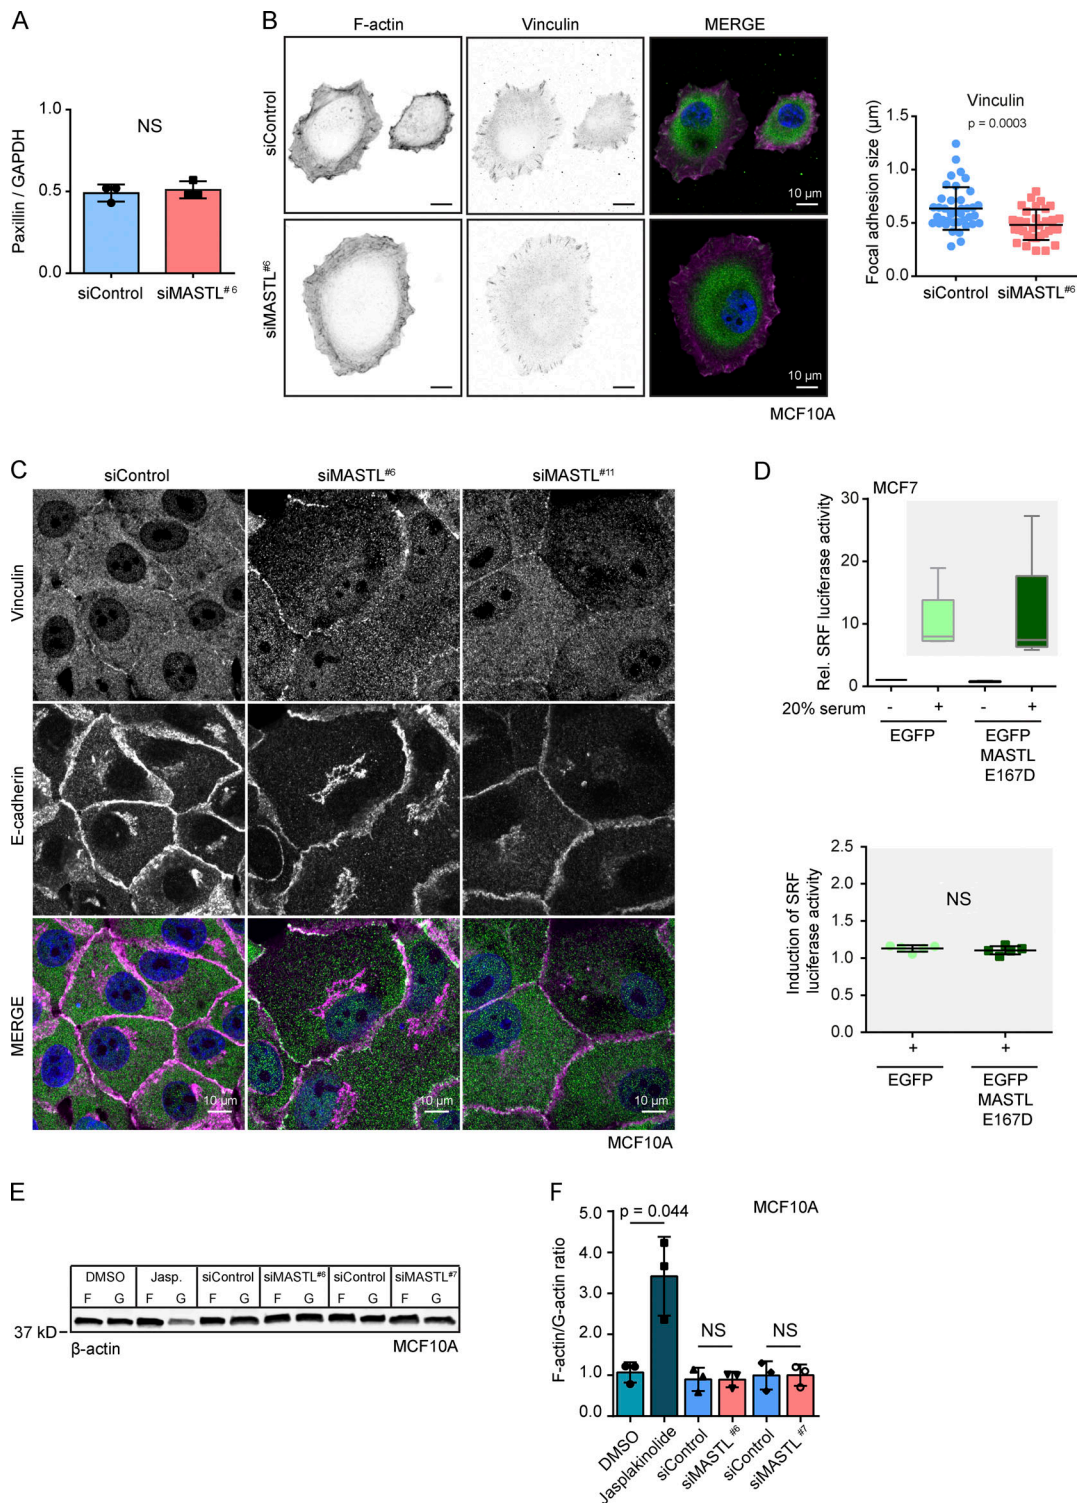 A
1.0
0.5
0.0
Paxillin / GAPDH
NS
siControl
siMASTL#6
B
F-actin
Vinculin
MERGE
siControl
10 µm
siMASTL#6
10 µm
MCF10A
Vinculin
p = 0.0003
Focal adhesion size (µm)
1.5
1.0
0.5
0.0
siControl
siMASTL#6
C
siControl
siMASTL#6
siMASTL#11
Vinculin
E-cadherin
MERGE
10 µm
10 µm
10 µm
MCF10A
D
MCF7
Rel. SRF luciferase activity
30
20
10
0
20% serum
-
+
-
+
EGFP
EGFP
MASTL
E167D
Induction of SRF
luciferase activity
2.5
2.0
1.5
1.0
0.5
0.0
NS
+
+
EGFP
EGFP
MASTL
E167D
E
DMSO
Jasp.
siControl
siMASTL#6
siControl
siMASTL#7
F G F G F G F G F G F G
37 kD
β-actin
MCF10A
F
MCF10A
F-actin/G-actin ratio
5.0
4.0
3.0
2.0
1.0
0.0
p = 0.044
NS
NS
DMSO
Jasplakinolide
siControl
siMASTL#6
siControl
siMASTL#7